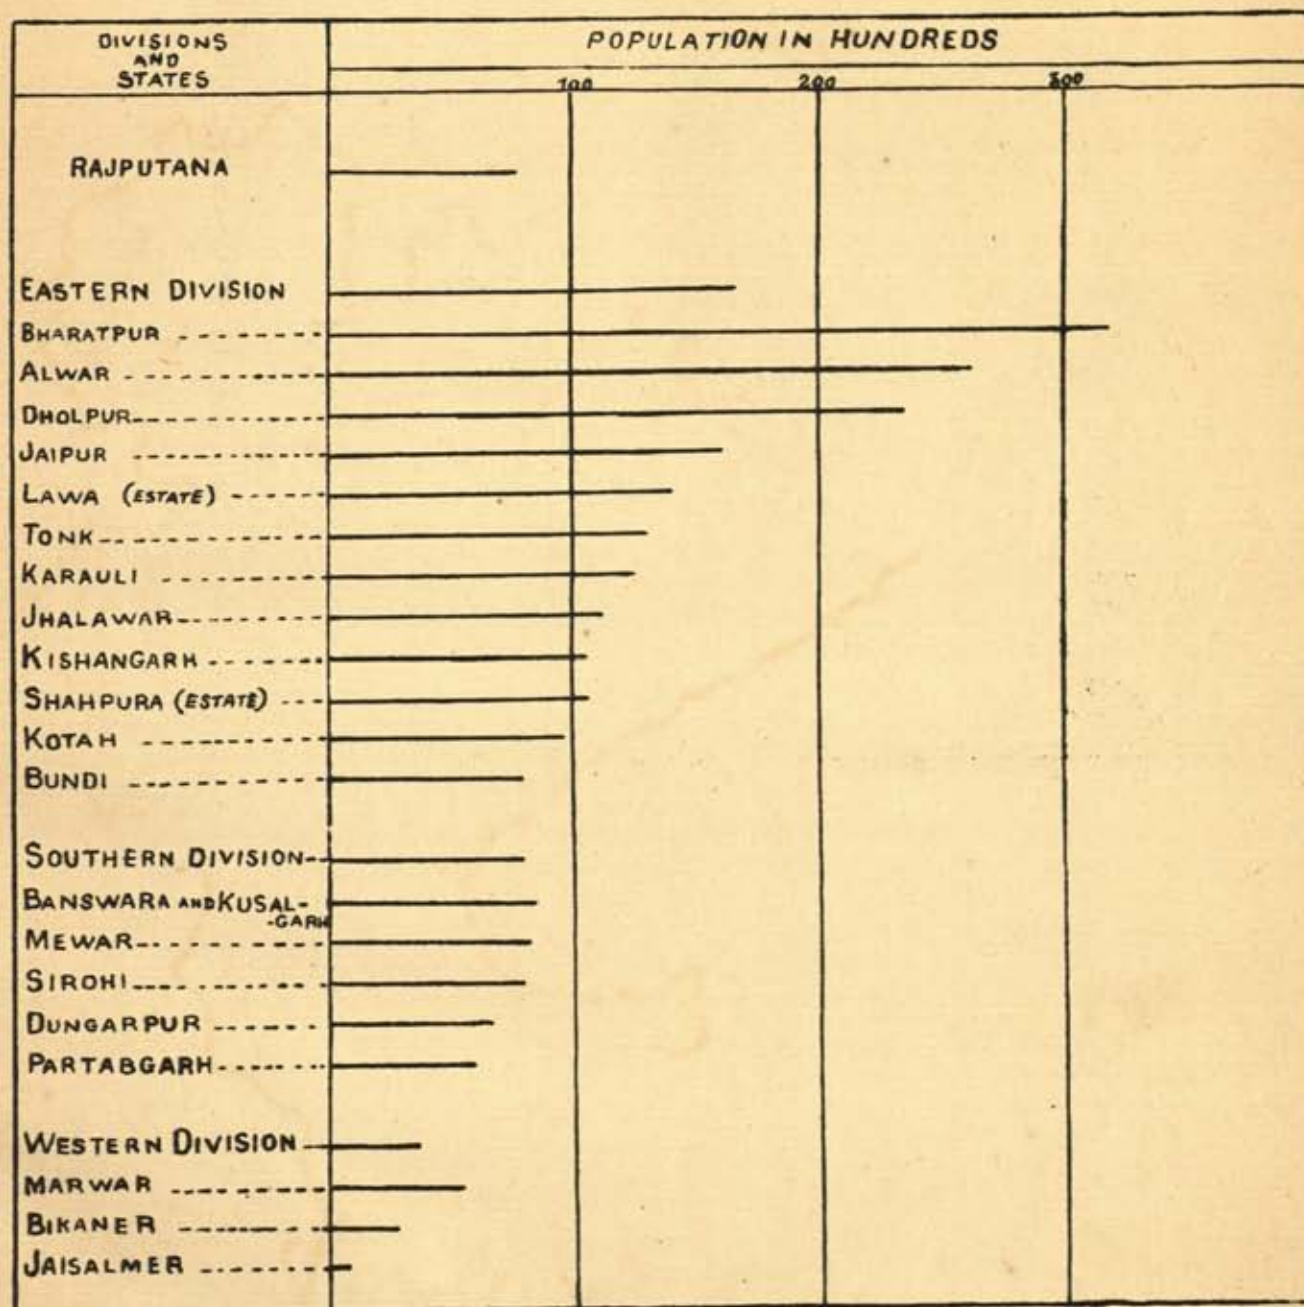 DIVISIONS
AND
STATES
POPULATION IN HUNDREDS
100 200 300
RAJPUTANA
EASTERN DIVISION
BHARATPUR
ALWAR
DHOLPUR
JAIPUR
LAWA (ESTATE)
TONK
KARAULI
JHALAWAR
KISHANGARH
SHAHPURA (ESTATE)
KOTAH
BUNDI
SOUTHERN DIVISION
BANSWARA AND KUSAL-
-GARH
MEWAR
SIROHI
DUNGARPUR
PARTABGARH
WESTERN DIVISION
MARWAR
BIKANER
JAISALMER